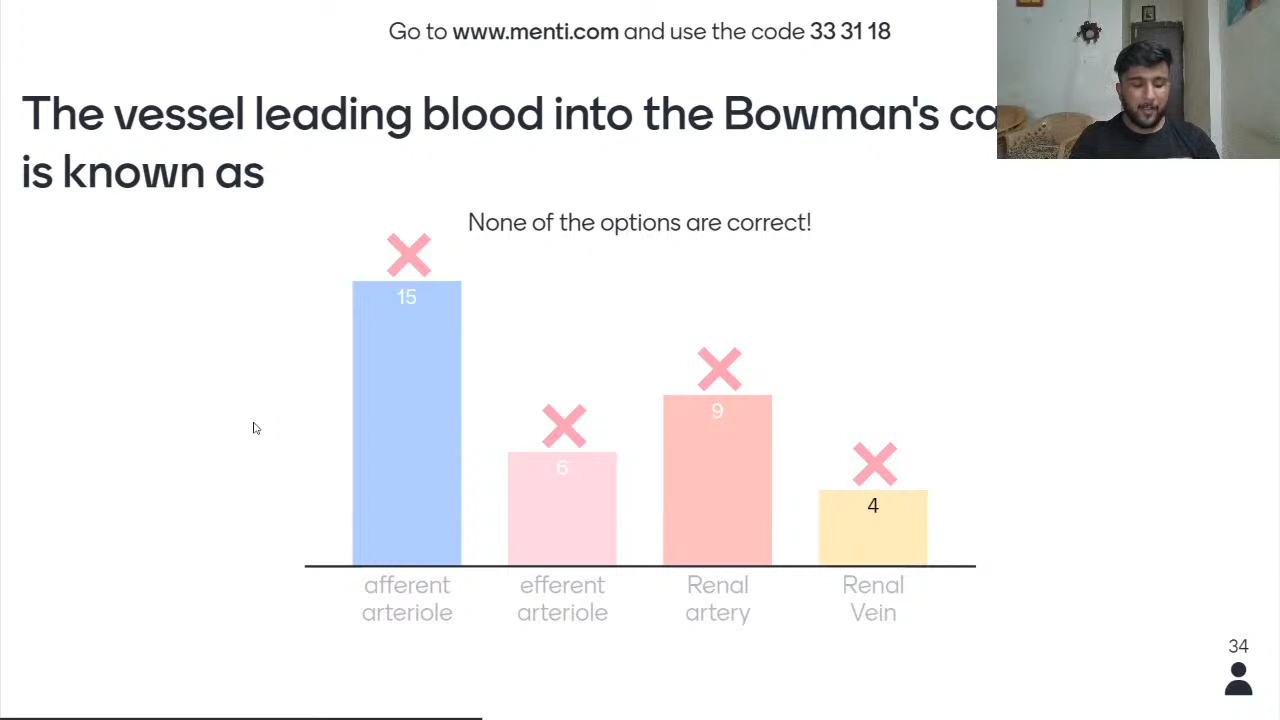 Go to www.menti.com and use the code 33 31 18
The vessel leading blood into the Bowman's
is known as
None of the options are correct!
15
6
9
4
afferent
arteriole
efferent
arteriole
Renal
artery
Renal
Vein
34